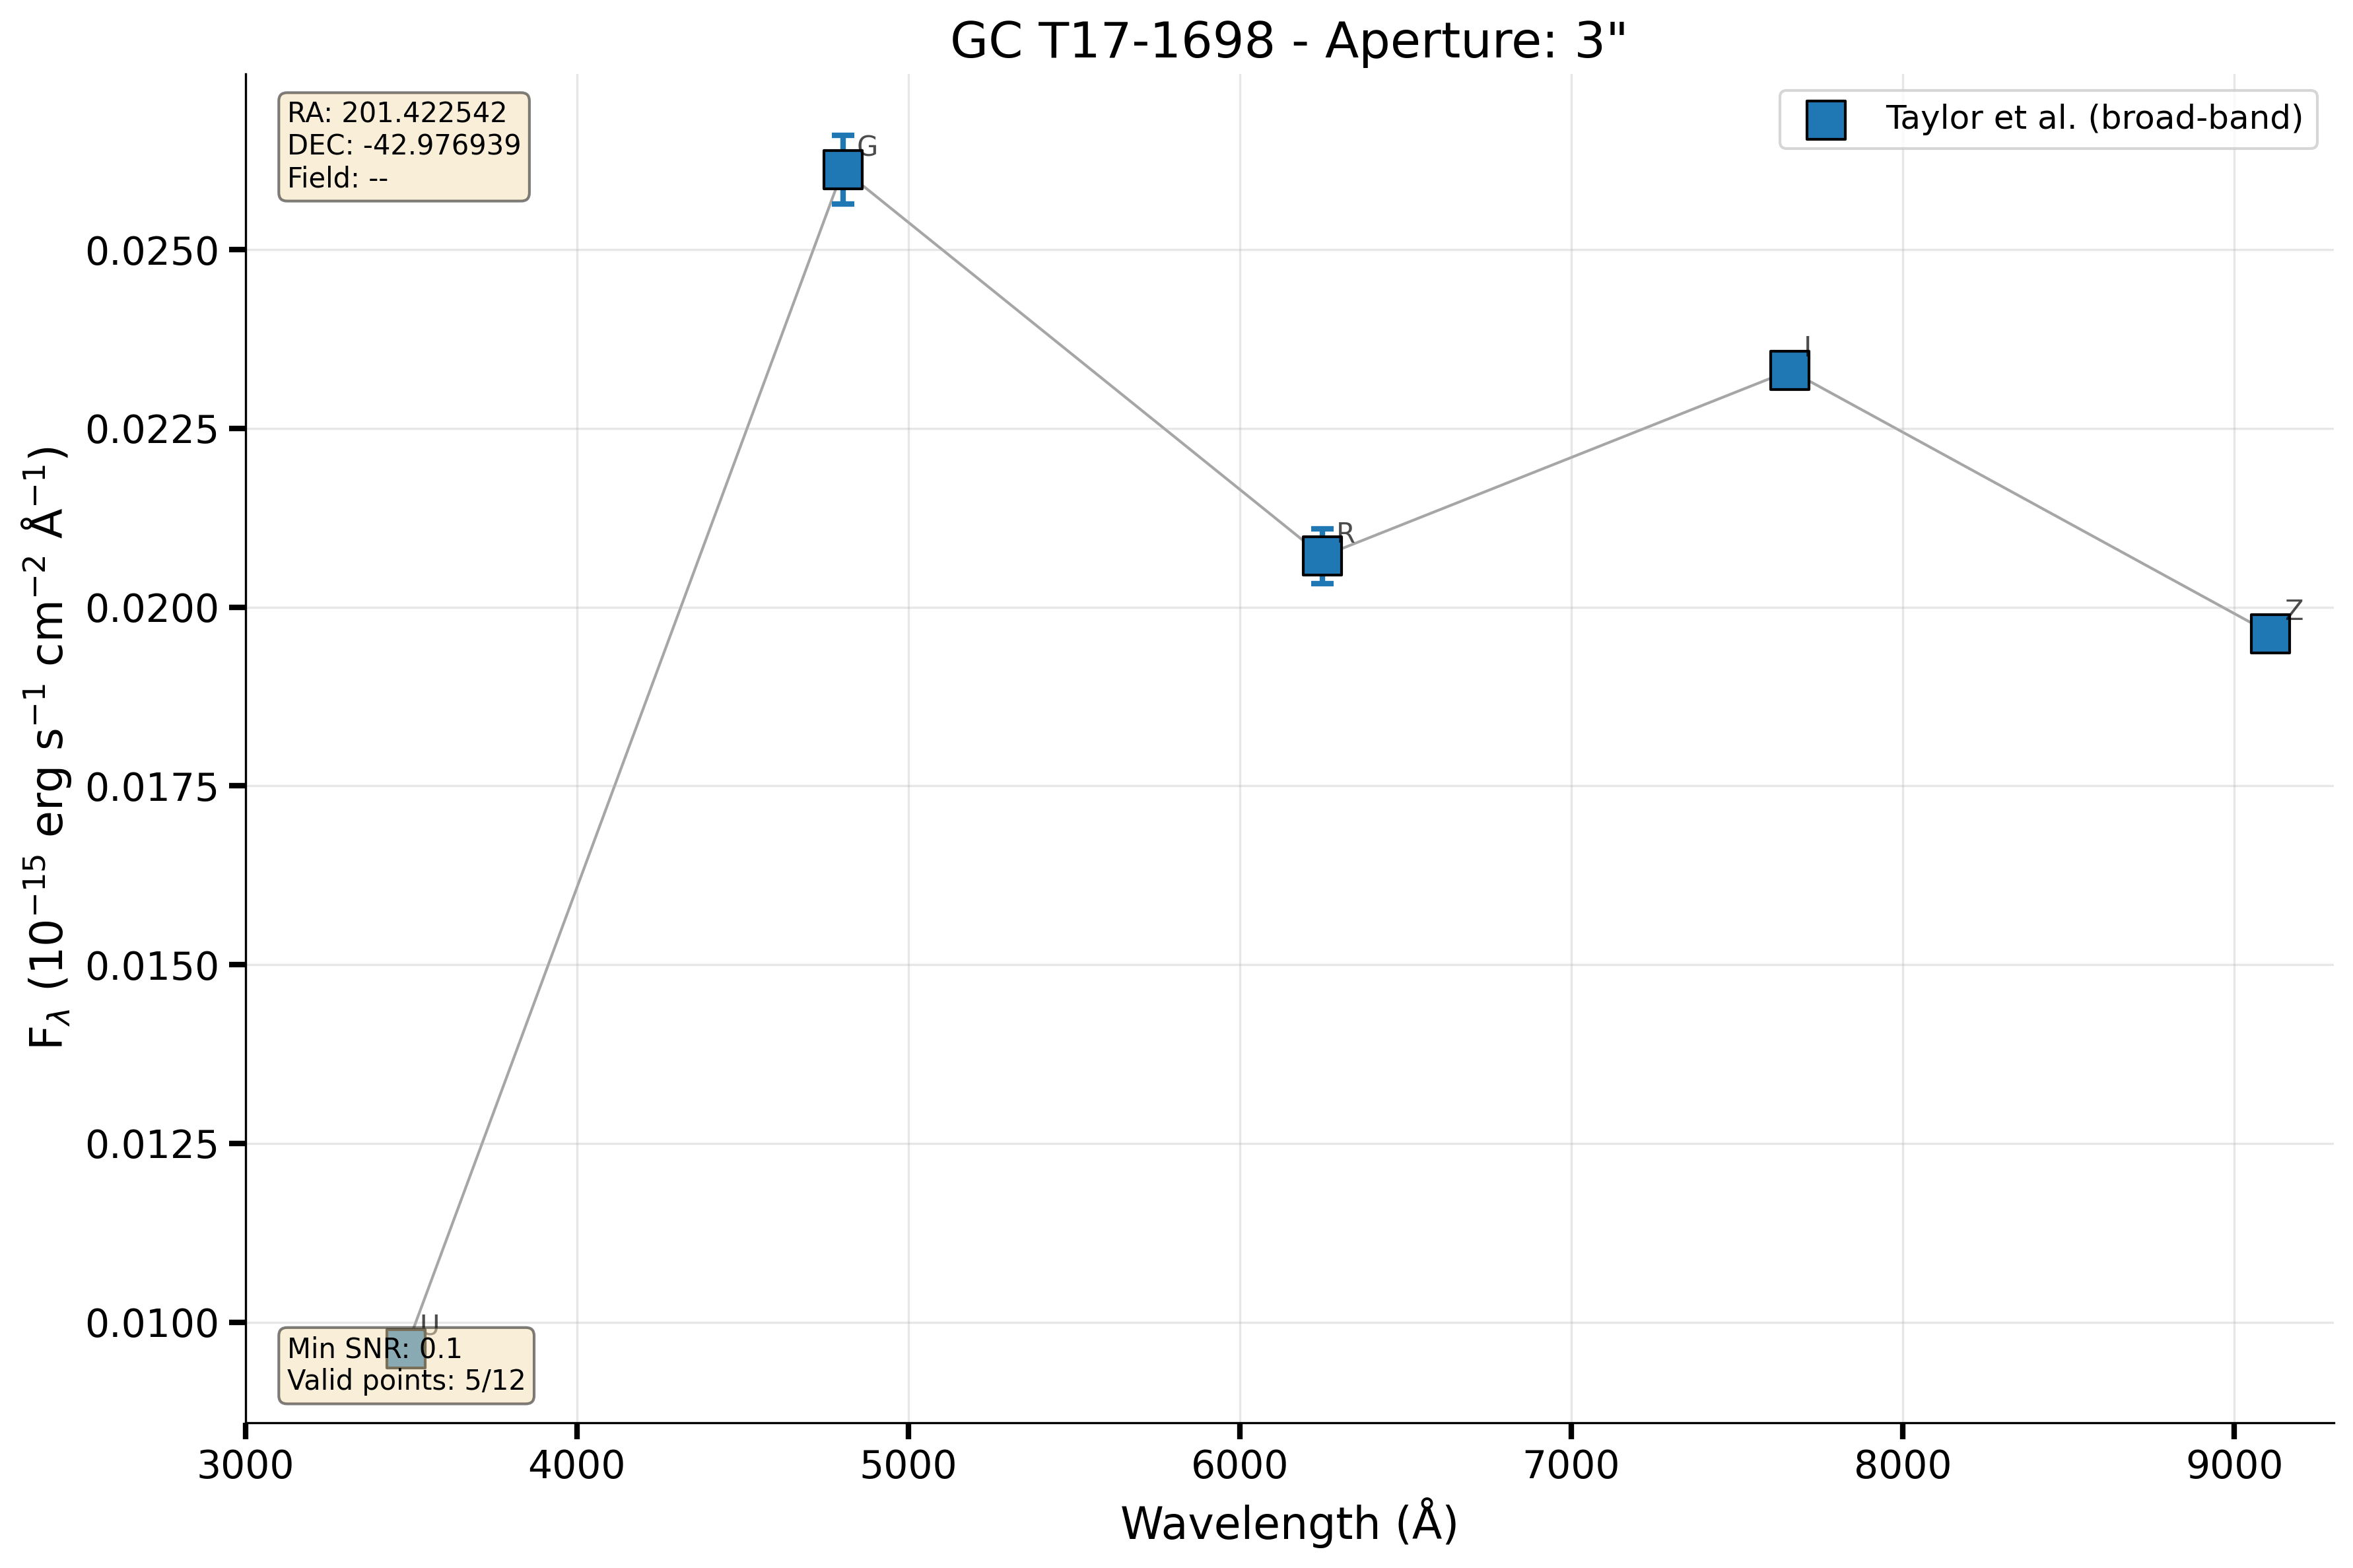 GC T17-1698 - Aperture: 3"
RA: 201.422542
DEC: -42.976939
Field: --
Taylor et al. (broad-band)
G
I
R
Z
U
Min SNR: 0.1
Valid points: 5/12
F_λ (10⁻¹⁵ erg s⁻¹ cm⁻² Å⁻¹)
0.0250
0.0225
0.0200
0.0175
0.0150
0.0125
0.0100
3000 4000 5000 6000 7000 8000 9000
Wavelength (Å)